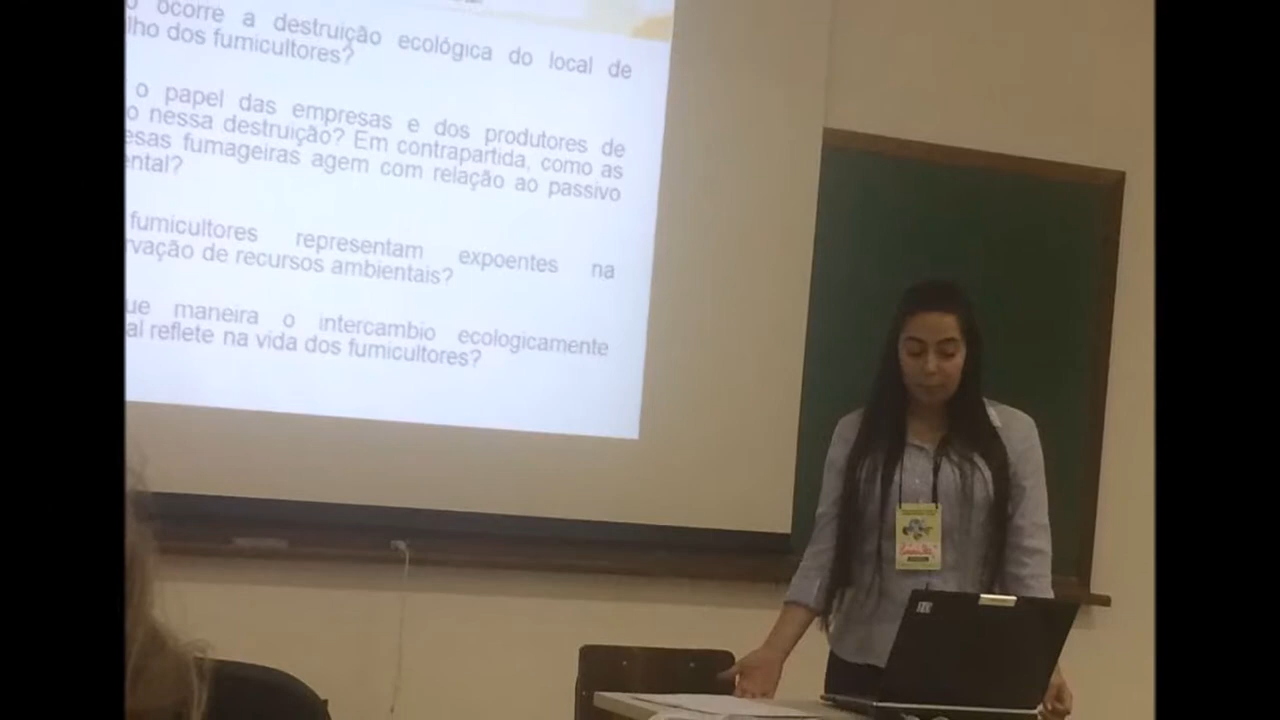 ocorre a destruição ecológica do local de
lho dos fumicultores?
o papel das empresas e dos produtores de
o nessa destruição? Em contrapartida, como as
esas fumageiras agem com relação ao passivo
ental?
fumicultores representam expoentes na
rvação de recursos ambientais?
ue maneira o intercambio ecologicamente
al reflete na vida dos fumicultores?